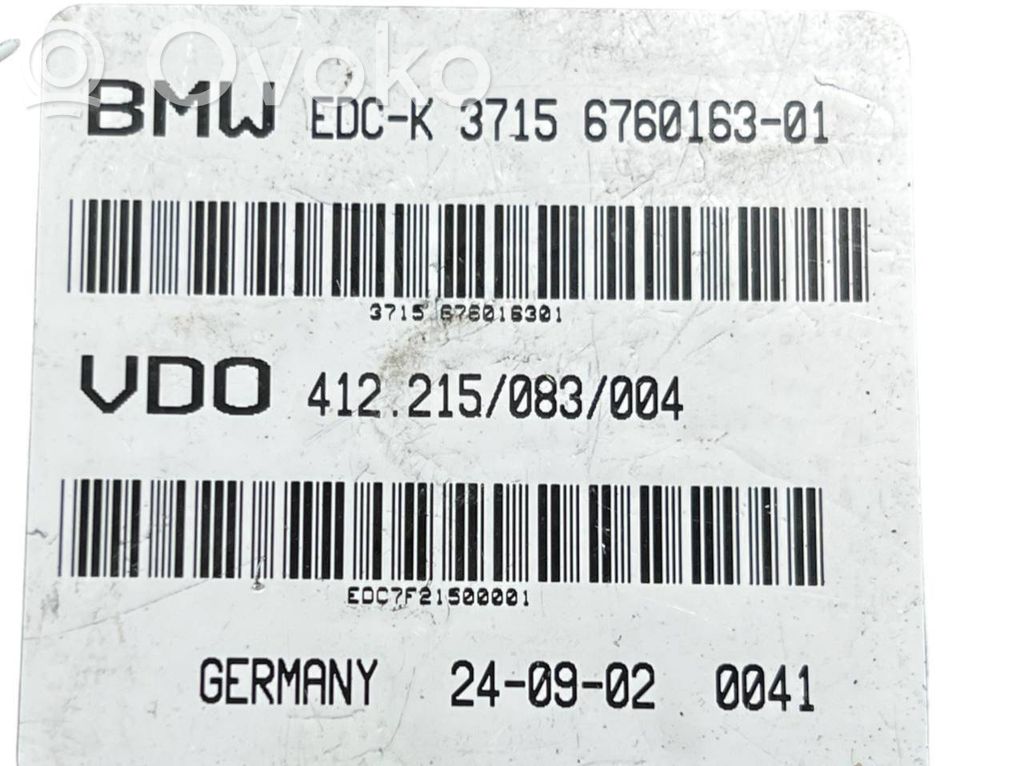 Ovoko
BMW EDC-K 3715 6760163-01
3715 676016301
VDO 412.215/083/004
EDC7F21500001
GERMANY 24-09-02 0041